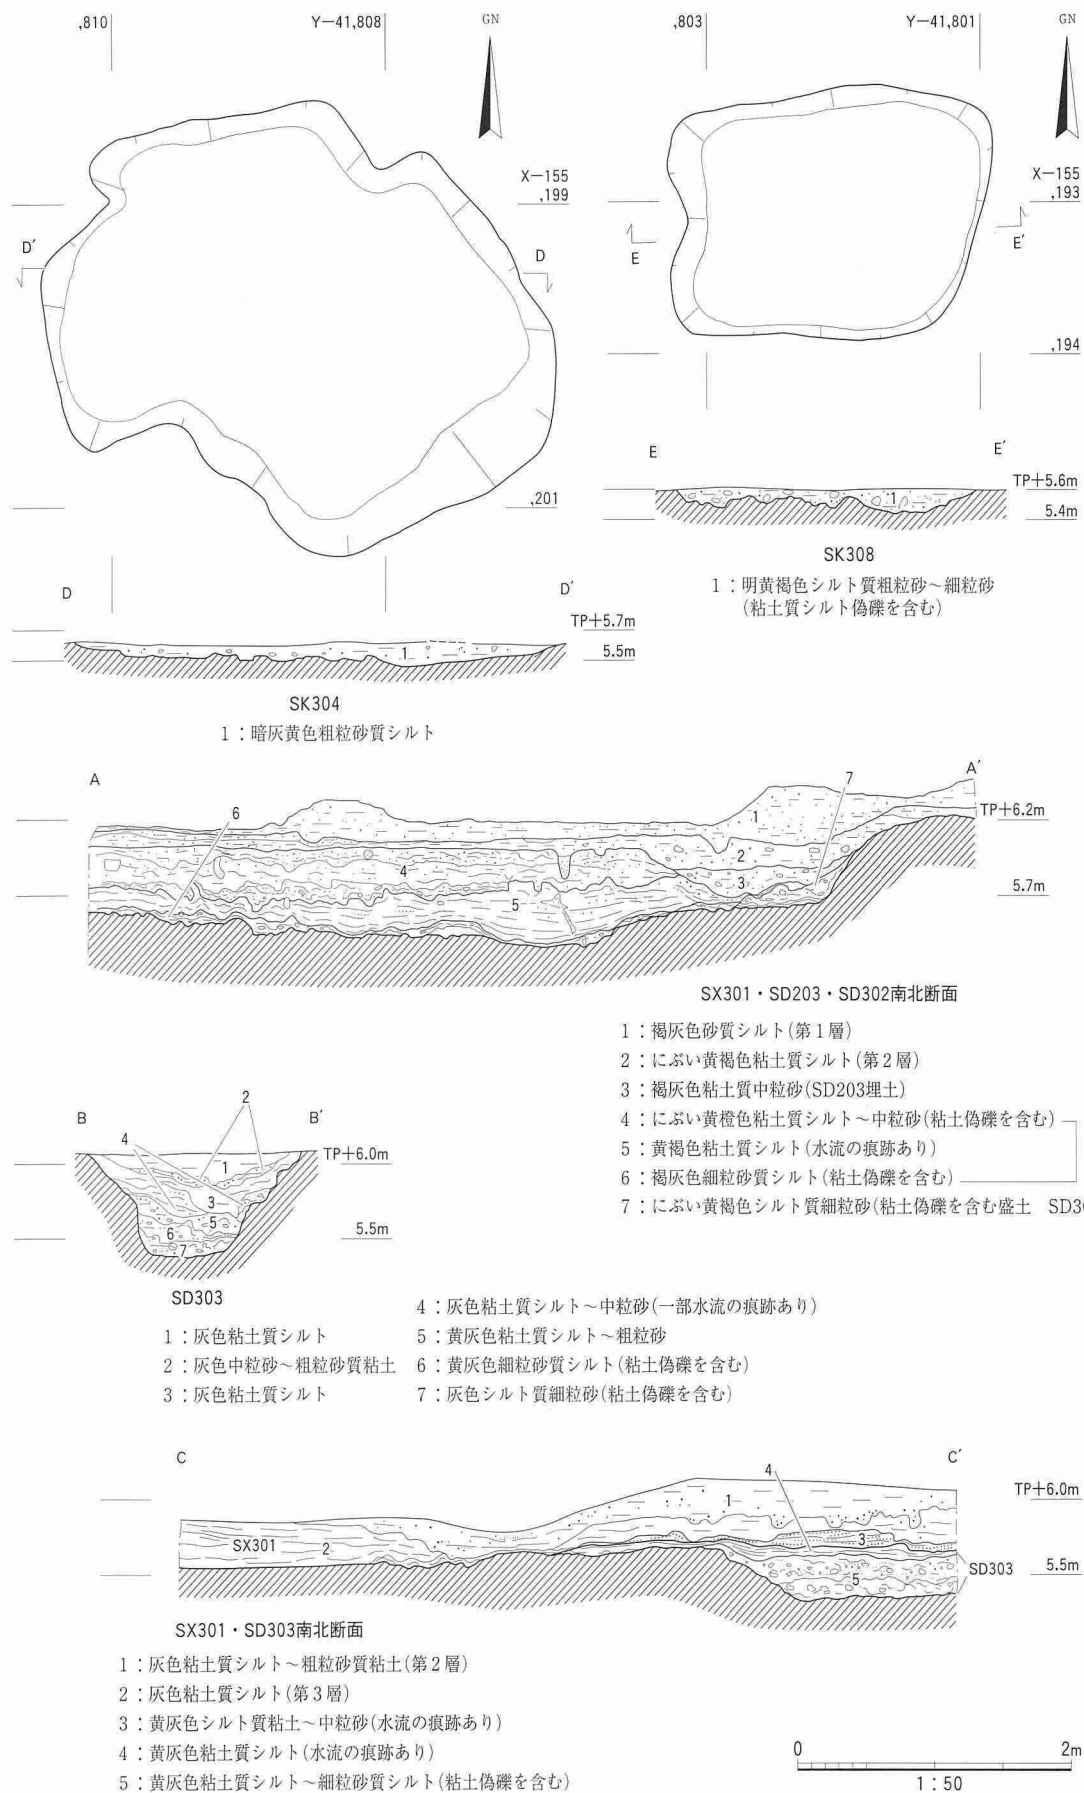 ,810
Y−41,808
GN
X−155
,199
D′
D
,201
D
D′
TP+5.7m
5.5m
1
SK304
1：暗灰黄色粗粒砂質シルト
,803
Y−41,801
GN
X−155
,193
E
E′
,194
E
E′
TP+5.6m
5.4m
1
SK308
1：明黄褐色シルト質粗粒砂～細粒砂
(粘土質シルト偽礫を含む)
A
A′
6
7
1
2
3
4
5
TP+6.2m
5.7m
SX301・SD203・SD302南北断面
1：褐灰色砂質シルト(第1層)
2：にぶい黄褐色粘土質シルト(第2層)
3：褐灰色粘土質中粒砂(SD203埋土)
4：にぶい黄橙色粘土質シルト～中粒砂(粘土偽礫を含む)
5：黄褐色粘土質シルト(水流の痕跡あり)
6：褐灰色細粒砂質シルト(粘土偽礫を含む)
7：にぶい黄褐色シルト質細粒砂(粘土偽礫を含む盛土　SD3
B
B′
2
4
1
3
5
6
7
TP+6.0m
5.5m
SD303
1：灰色粘土質シルト
2：灰色中粒砂～粗粒砂質粘土
3：灰色粘土質シルト
4：灰色粘土質シルト～中粒砂(一部水流の痕跡あり)
5：黄灰色粘土質シルト～粗粒砂
6：黄灰色細粒砂質シルト(粘土偽礫を含む)
7：灰色シルト質細粒砂(粘土偽礫を含む)
C
C′
4
1
SX301
2
3
5
TP+6.0m
SD303
5.5m
SX301・SD303南北断面
1：灰色粘土質シルト～粗粒砂質粘土(第2層)
2：灰色粘土質シルト(第3層)
3：黄灰色シルト質粘土～中粒砂(水流の痕跡あり)
4：黄灰色粘土質シルト(水流の痕跡あり)
5：黄灰色粘土質シルト～細粒砂質シルト(粘土偽礫を含む)
0
2m
1：50